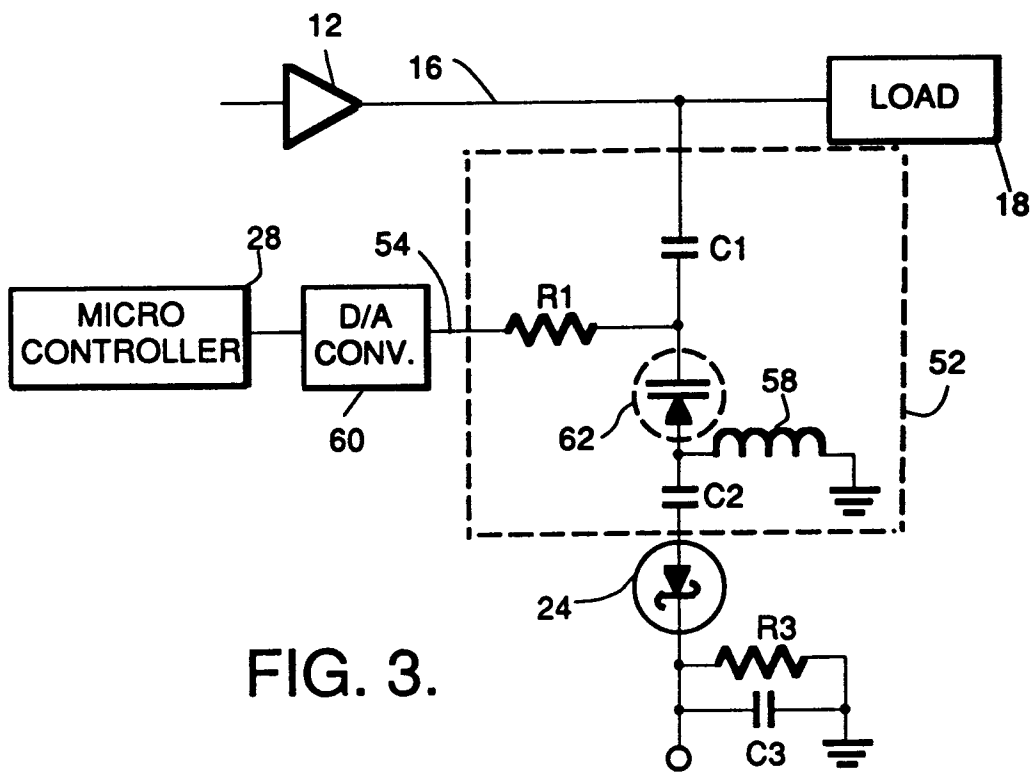 12
16
LOAD
18
C1
28
54
R1
MICRO
CONTROLLER
D/A
CONV.
60
62
58
52
C2
24
R3
C3
FIG. 3.